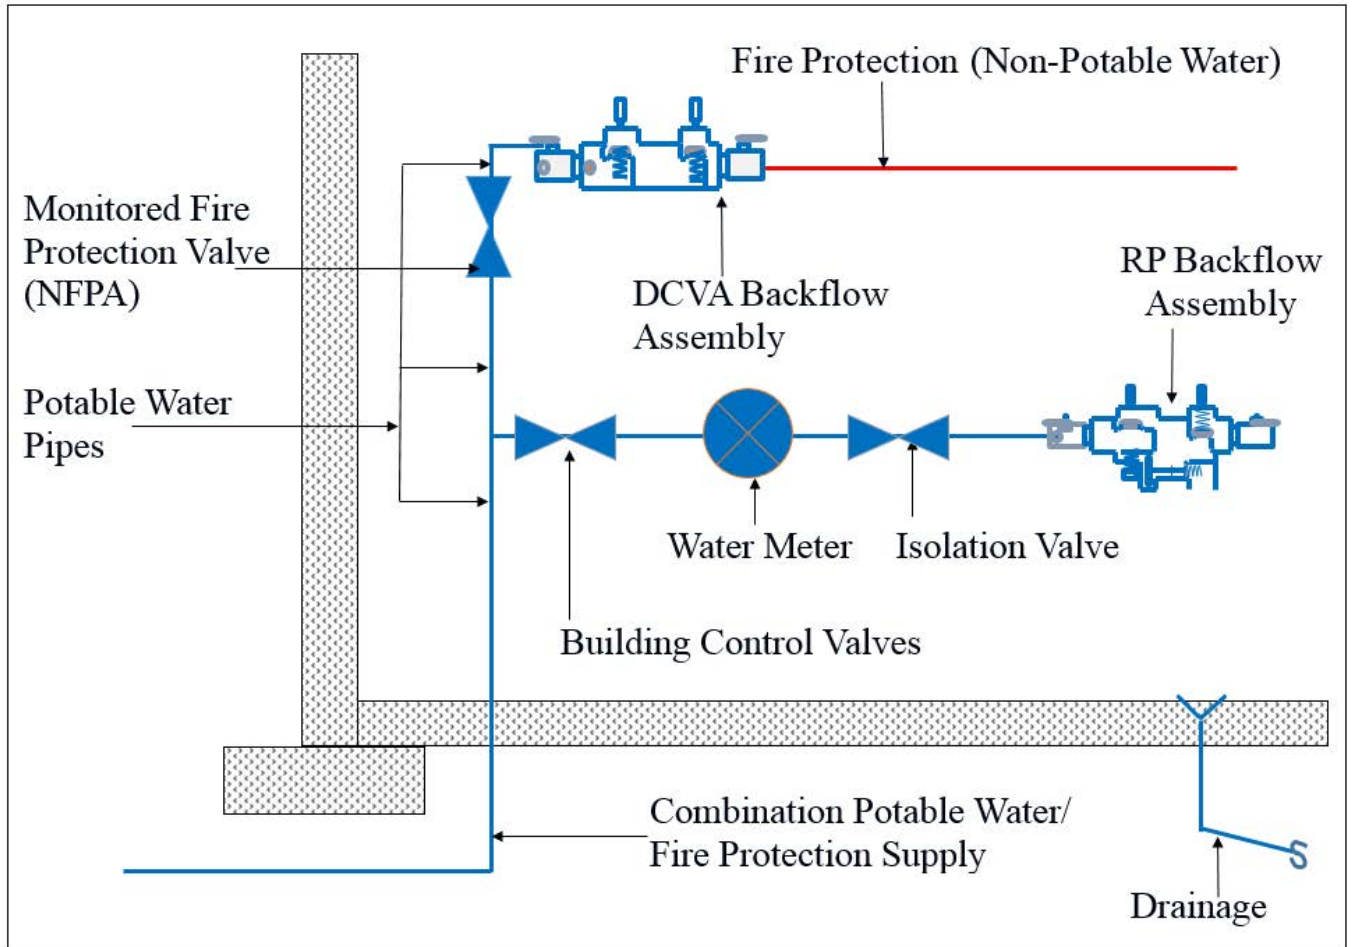 Fire Protection (Non-Potable Water)
Monitored Fire
Protection Valve
(NFPA)
DCVA Backflow
Assembly
RP Backflow
Assembly
Potable Water
Pipes
Water Meter
Isolation Valve
Building Control Valves
Combination Potable Water/
Fire Protection Supply
Drainage